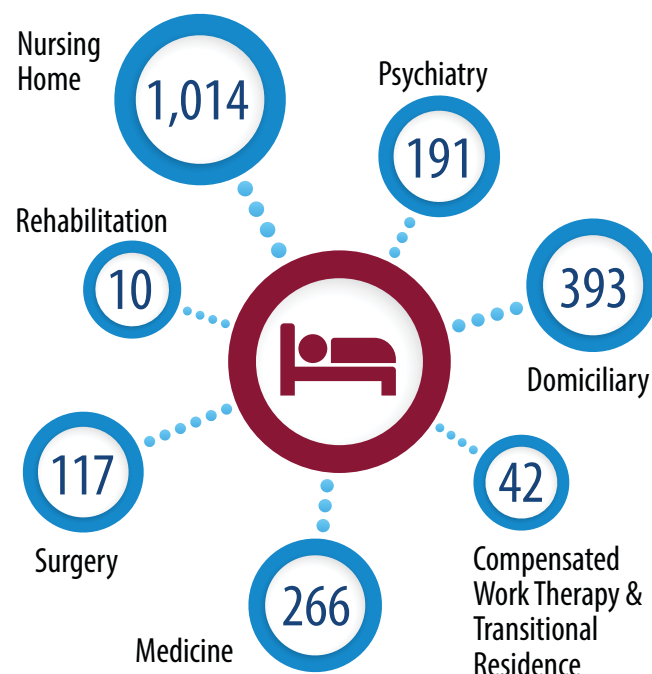 Nursing
Home
1,014
Psychiatry
191
Rehabilitation
10
393
Domiciliary
117
Surgery
42
Compensated
Work Therapy &
Transitional
Residence
266
Medicine